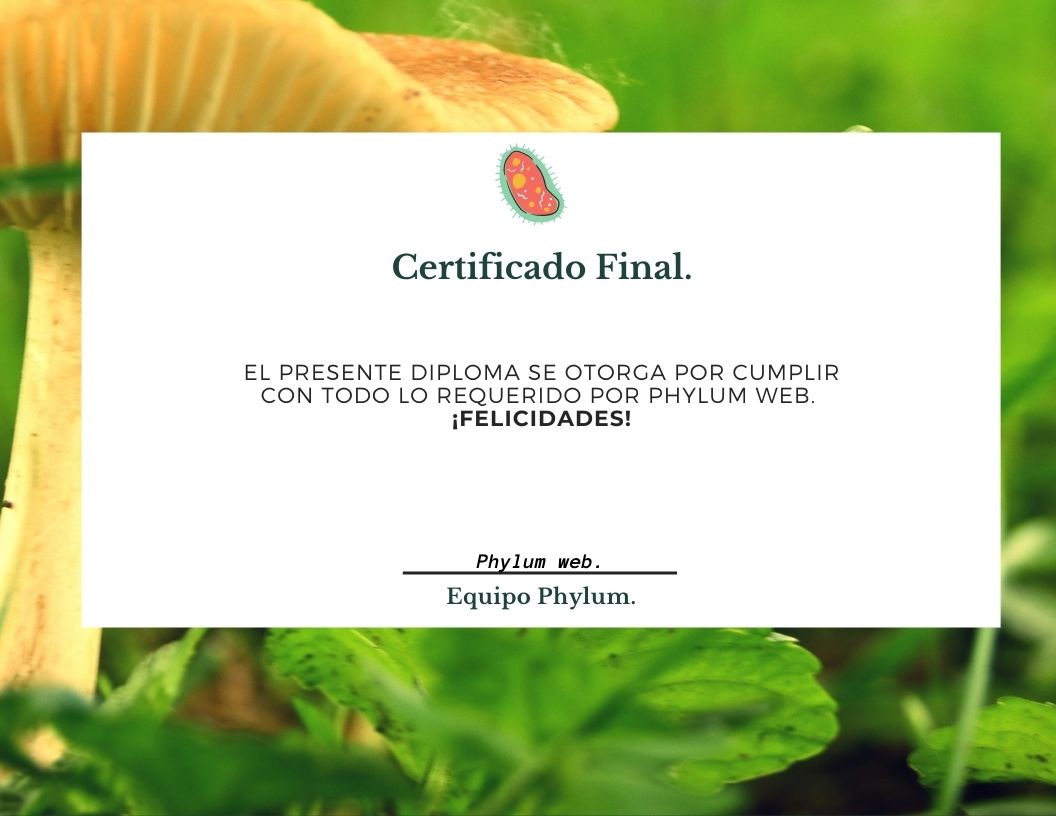 Certificado Final.
EL PRESENTE DIPLOMA SE OTORGA POR CUMPLIR
CON TODO LO REQUERIDO POR PHYLUM WEB.
¡FELICIDADES!
Phylum web.
Equipo Phylum.